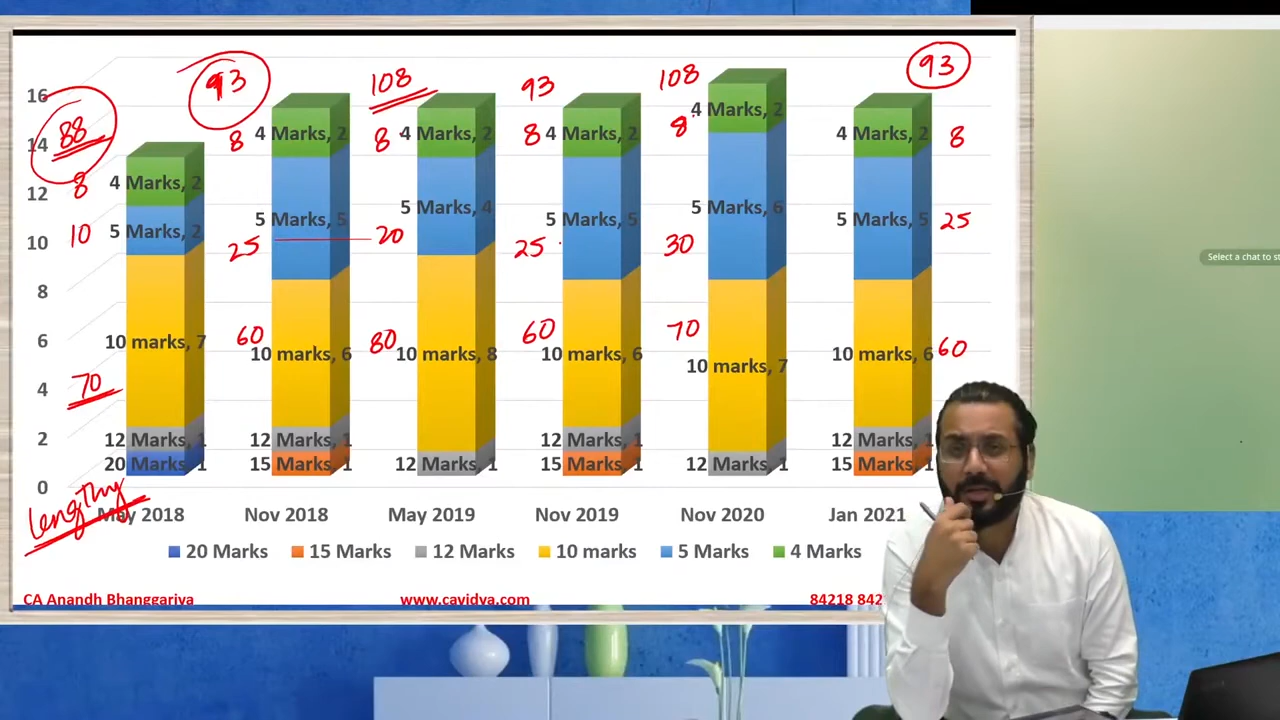 93
93
108
93
108
16
88
14
12
10
8
6
4
2
0
8
4 Marks, 2
8
4 Marks, 2
8
4 Marks, 2
4 Marks, 2
8
4 Marks, 2
8
8
4 Marks, 2
10
5 Marks, 2
5 Marks, 5
25
5 Marks, 4
20
5 Marks, 5
25
5 Marks, 6
30
5 Marks, 5
25
10 marks, 7
60
10 marks, 6
80
10 marks, 8
60
10 marks, 6
70
10 marks, 7
10 marks, 6
60
70
12 Marks, 1
12 Marks, 1
12 Marks, 1
12 Marks, 1
20 Marks, 1
15 Marks, 1
12 Marks, 1
15 Marks, 1
12 Marks, 1
15 Marks, 1
lengthy
May 2018
Nov 2018
May 2019
Nov 2019
Nov 2020
Jan 2021
20 Marks
15 Marks
12 Marks
10 marks
5 Marks
4 Marks
CA Anandh Bhanggariva
www.cavidva.com
84218 842
Select a chat to st